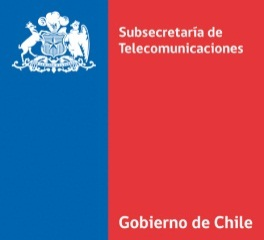 Subsecretaría de
Telecomunicaciones
Gobierno de Chile